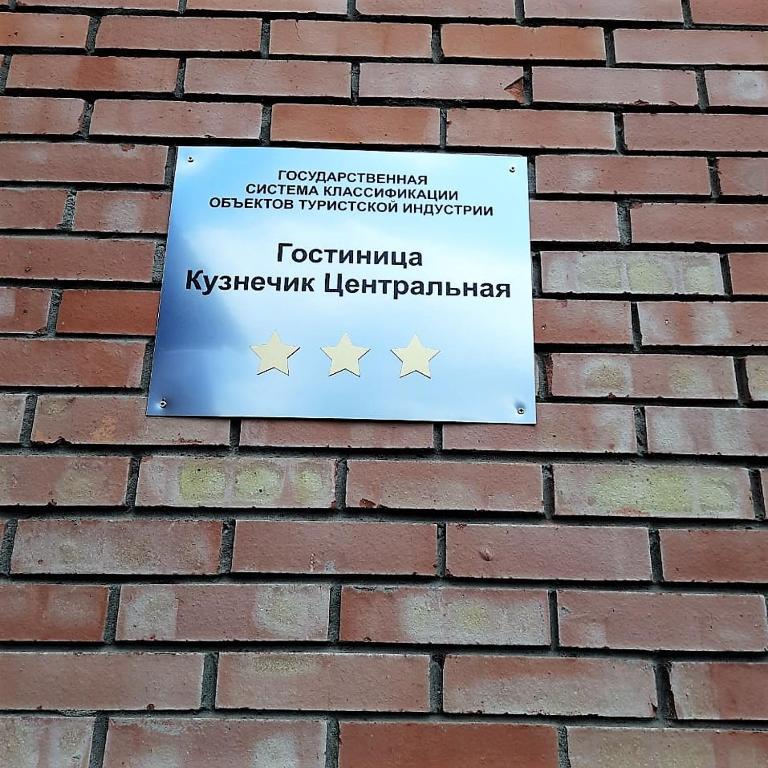 ГОСУДАРСТВЕННАЯ
СИСТЕМА КЛАССИФИКАЦИИ
ОБЪЕКТОВ ТУРИСТСКОЙ ИНДУСТРИИ
Гостиница
Кузнечик Центральная